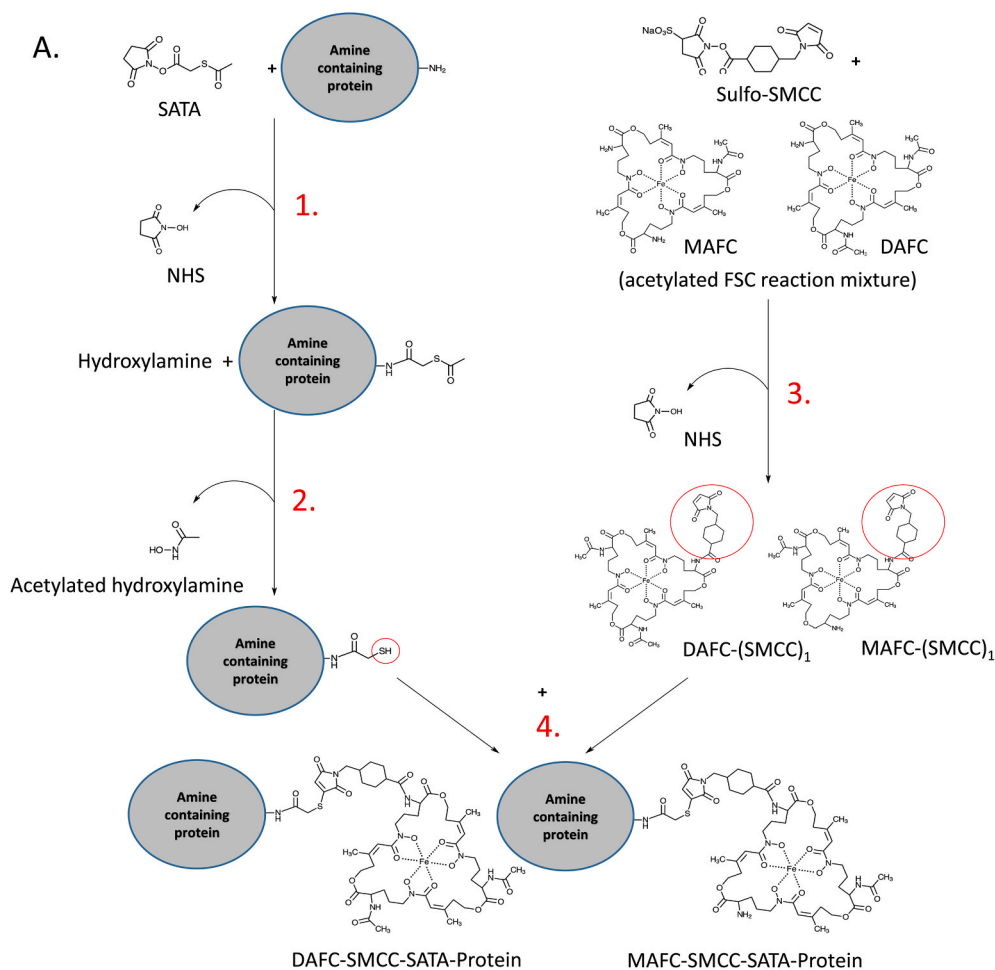 A.
SATA
+
Amine
containing
protein
NH₂
NaO₃S
+
Sulfo-SMCC
MAFC
DAFC
(acetylated FSC reaction mixture)
1.
NHS
Hydroxylamine +
Amine
containing
protein
3.
NHS
2.
Acetylated hydroxylamine
Amine
containing
protein
SH
DAFC-(SMCC)₁
MAFC-(SMCC)₁
+
4.
Amine
containing
protein
Amine
containing
protein
DAFC-SMCC-SATA-Protein
MAFC-SMCC-SATA-Protein